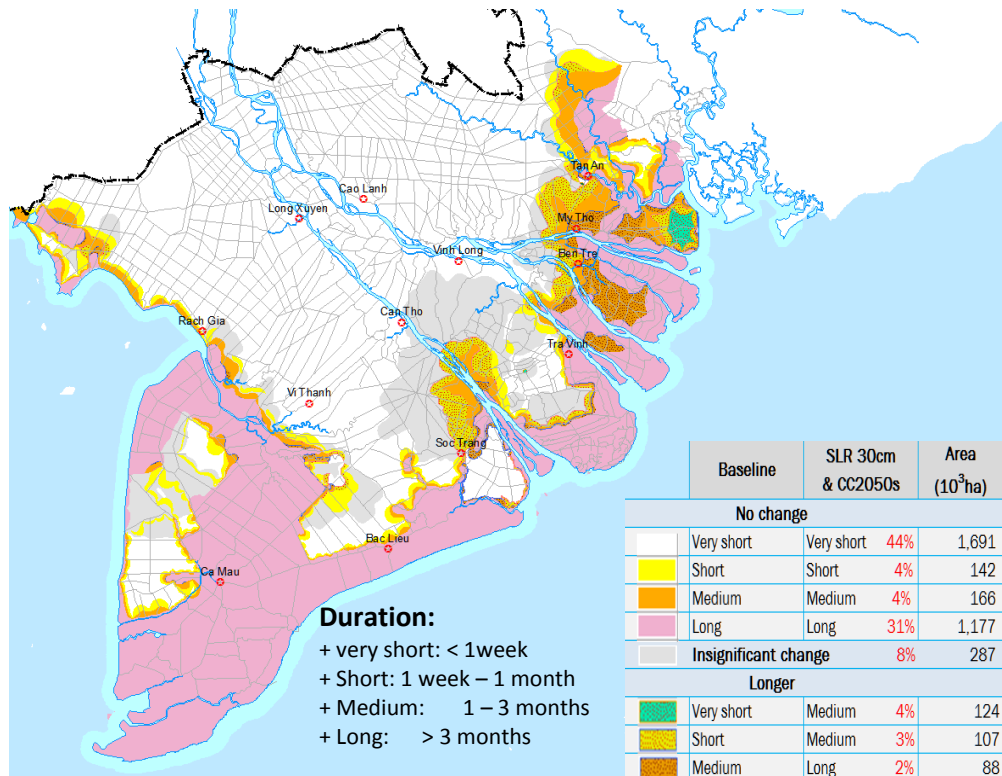 Tan An
Cao Lanh
Long Xuyen
My Tho
Vinh Long
Ben Tre
Can Tho
Rach Gia
Tra Vinh
Vi Thanh
Soc Trang
Bac Lieu
Ca Mau
Duration:
+ very short: < 1week
+ Short: 1 week – 1 month
+ Medium: 1 – 3 months
+ Long: > 3 months
Baseline SLR 30cm & CC2050s Area (10³ha)
No change
Very short Very short 44% 1,691
Short Short 4% 142
Medium Medium 4% 166
Long Long 31% 1,177
Insignificant change 8% 287
Longer
Very short Medium 4% 124
Short Medium 3% 107
Medium Long 2% 88